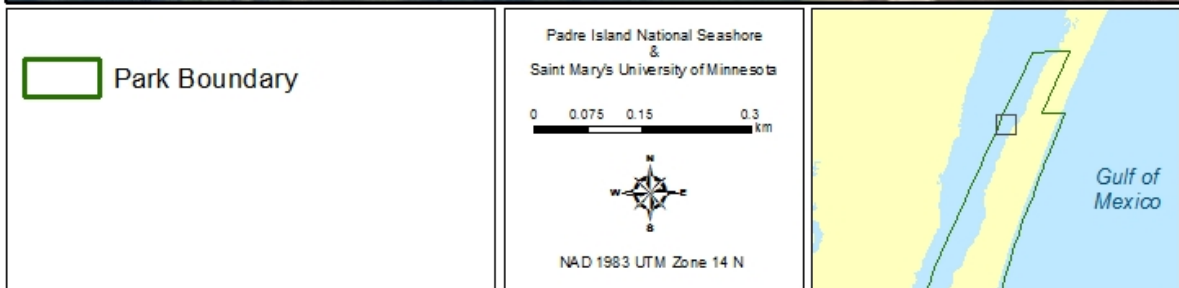 Park Boundary
Padre Island National Seashore
&
Saint Mary's University of Minnesota
0 0.075 0.15 0.3
km
N
W E
S
NAD 1983 UTM Zone 14 N
Gulf of
Mexico